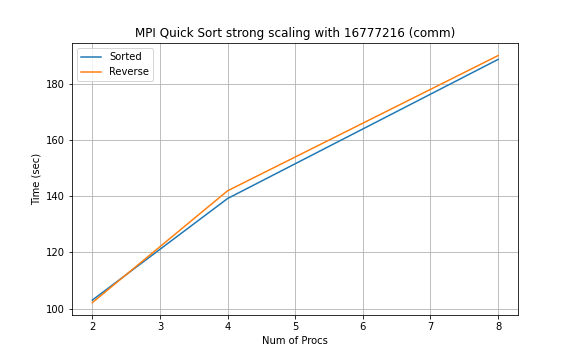 MPI Quick Sort strong scaling with 16777216 (comm)
Sorted
Reverse
Time (sec)
180
160
140
120
100
2 3 4 5 6 7 8
Num of Procs